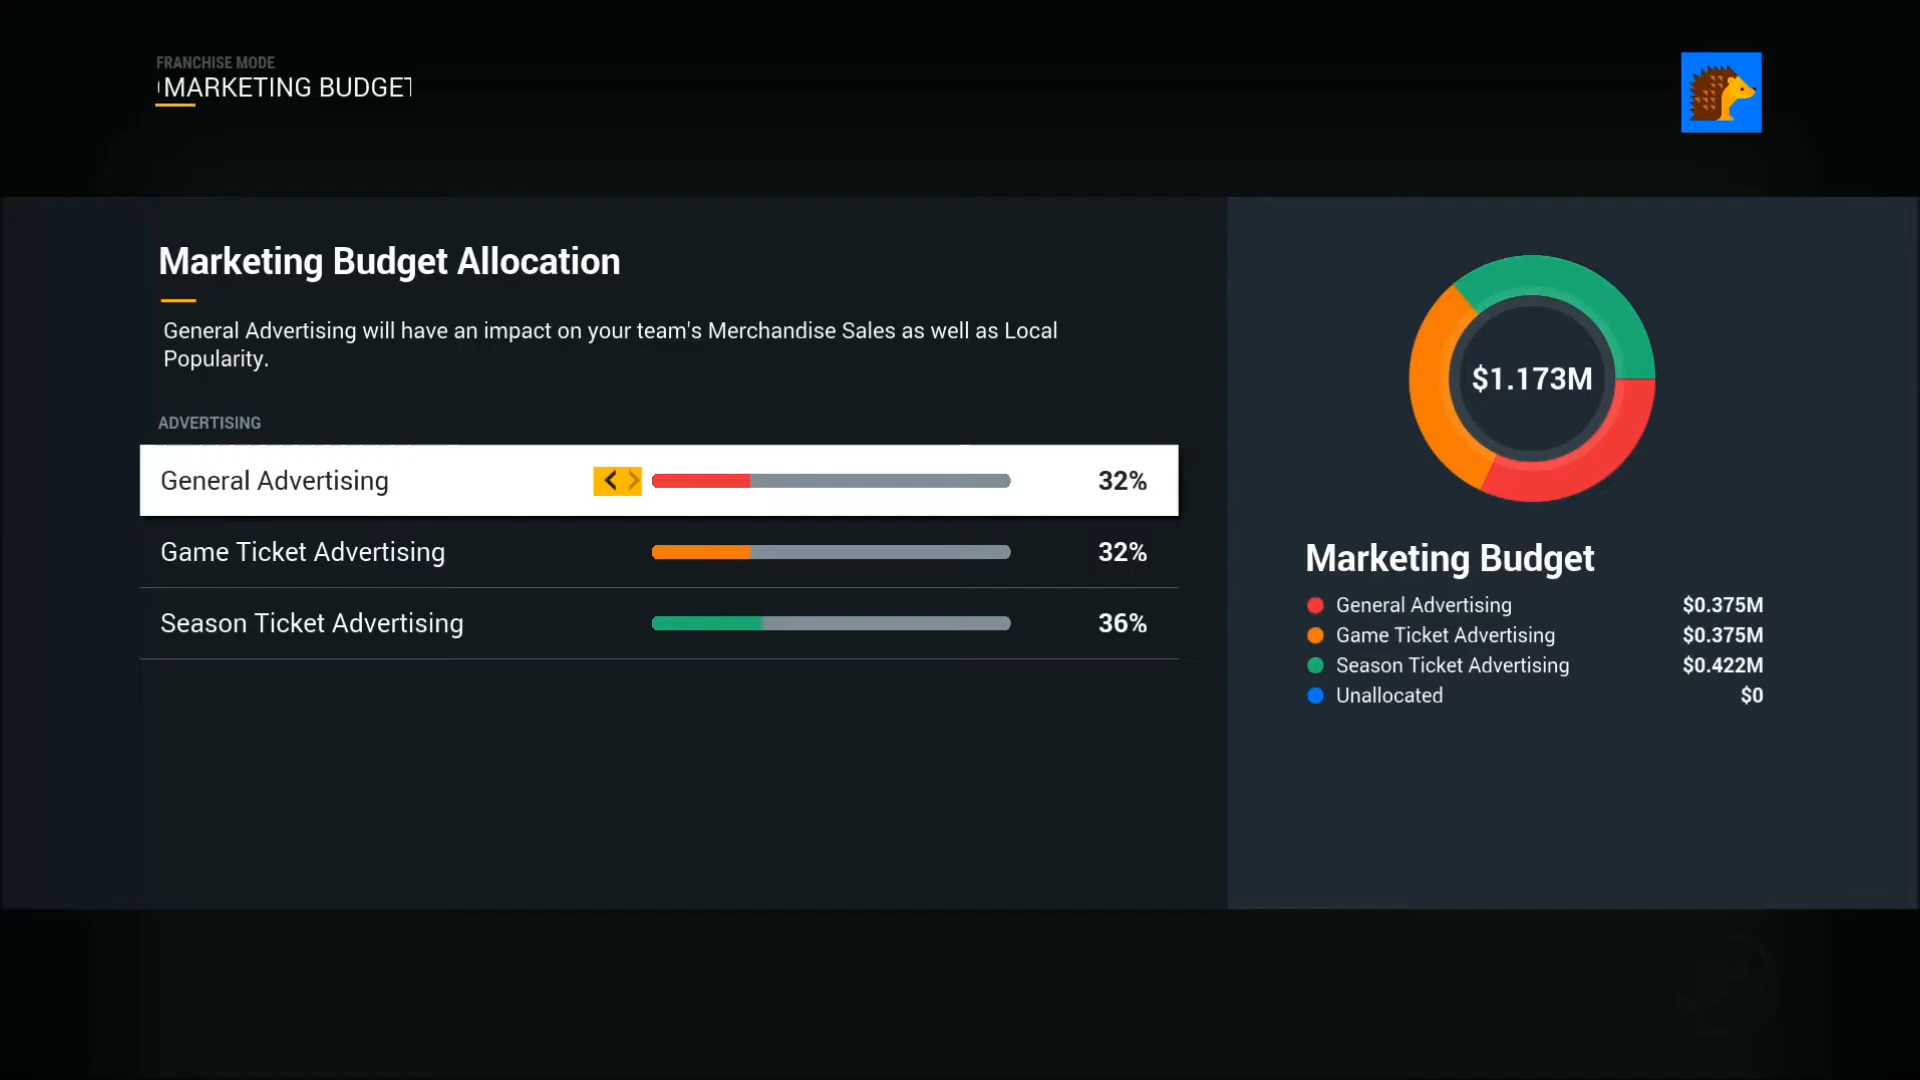 FRANCHISE MODE
MARKETING BUDGET
Marketing Budget Allocation
General Advertising will have an impact on your team's Merchandise Sales as well as Local
Popularity.
ADVERTISING
General Advertising 32%
Game Ticket Advertising 32%
Season Ticket Advertising 36%
$1.173M
Marketing Budget
General Advertising $0.375M
Game Ticket Advertising $0.375M
Season Ticket Advertising $0.422M
Unallocated $0